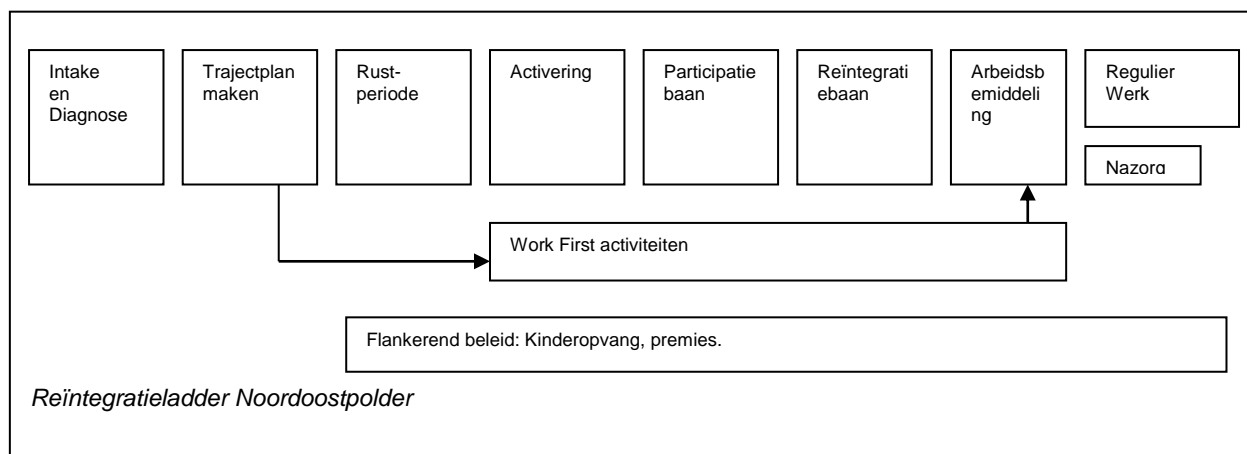 Intake
en
Diagnose
Trajectplan
maken
Rust-
periode
Activering
Participatie
baan
Reïntegrati
ebaan
Arbeidsb
emiddeli
ng
Regulier
Werk
Nazorg
Work First activiteiten
Flankerend beleid: Kinderopvang, premies.
Reïntegratieladder Noordoostpolder